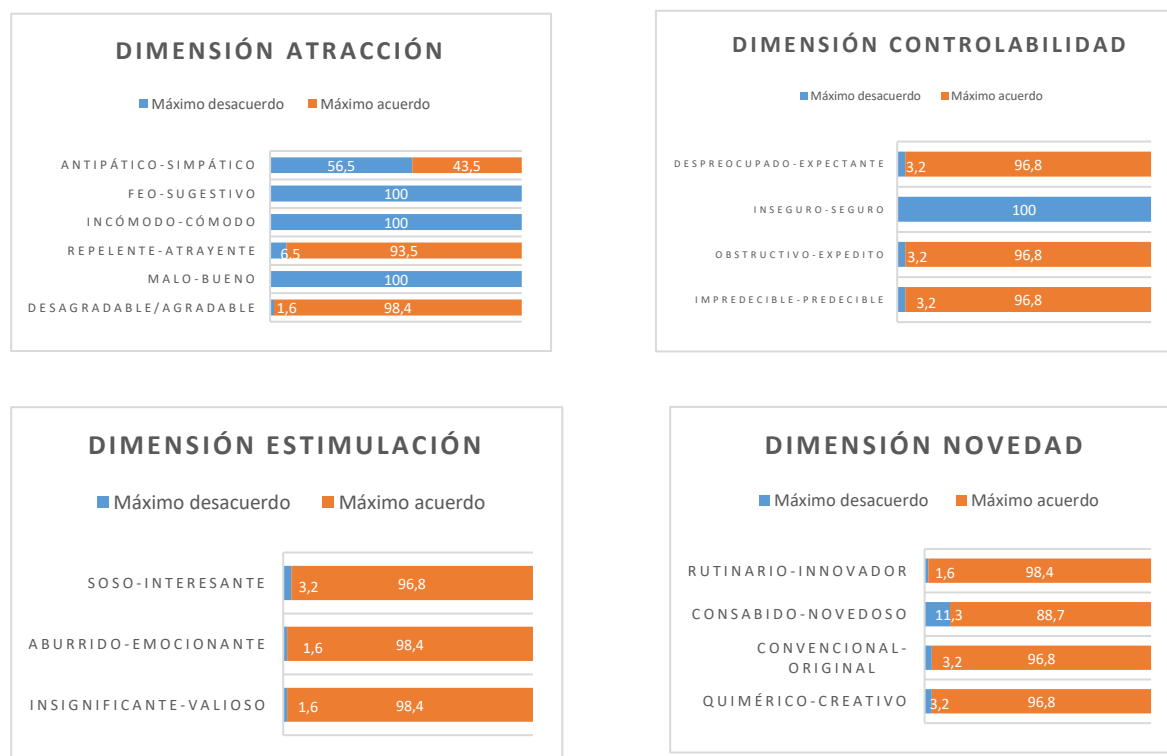 DIMENSIÓN ATRACCIÓN
Máximo desacuerdo Máximo acuerdo
ANTIPÁTICO-SIMPÁTICO 56,5 43,5
FEO-SUGESTIVO 100
INCÓMODO-CÓMODO 100
REPELENTE-ATRAYENTE 6,5 93,5
MALO-BUENO 100
DESAGRADABLE/AGRADABLE 1,6 98,4
DIMENSIÓN CONTROLABILIDAD
Máximo desacuerdo Máximo acuerdo
DESPREOCUPADO-EXPECTANTE 3,2 96,8
INSEGURO-SEGURO 100
OBSTRUCTIVO-EXPEDITO 3,2 96,8
IMPREDECIBLE-PREDECIBLE 3,2 96,8
DIMENSIÓN ESTIMULACIÓN
Máximo desacuerdo Máximo acuerdo
SOSO-INTERESANTE 3,2 96,8
ABURRIDO-EMOCIONANTE 1,6 98,4
INSIGNIFICANTE-VALIOSO 1,6 98,4
DIMENSIÓN NOVEDAD
Máximo desacuerdo Máximo acuerdo
RUTINARIO-INNOVADOR 1,6 98,4
CONSABIDO-NOVEDOSO 11,3 88,7
CONVENCIONAL-
ORIGINAL 3,2 96,8
QUIMÉRICO-CREATIVO 3,2 96,8